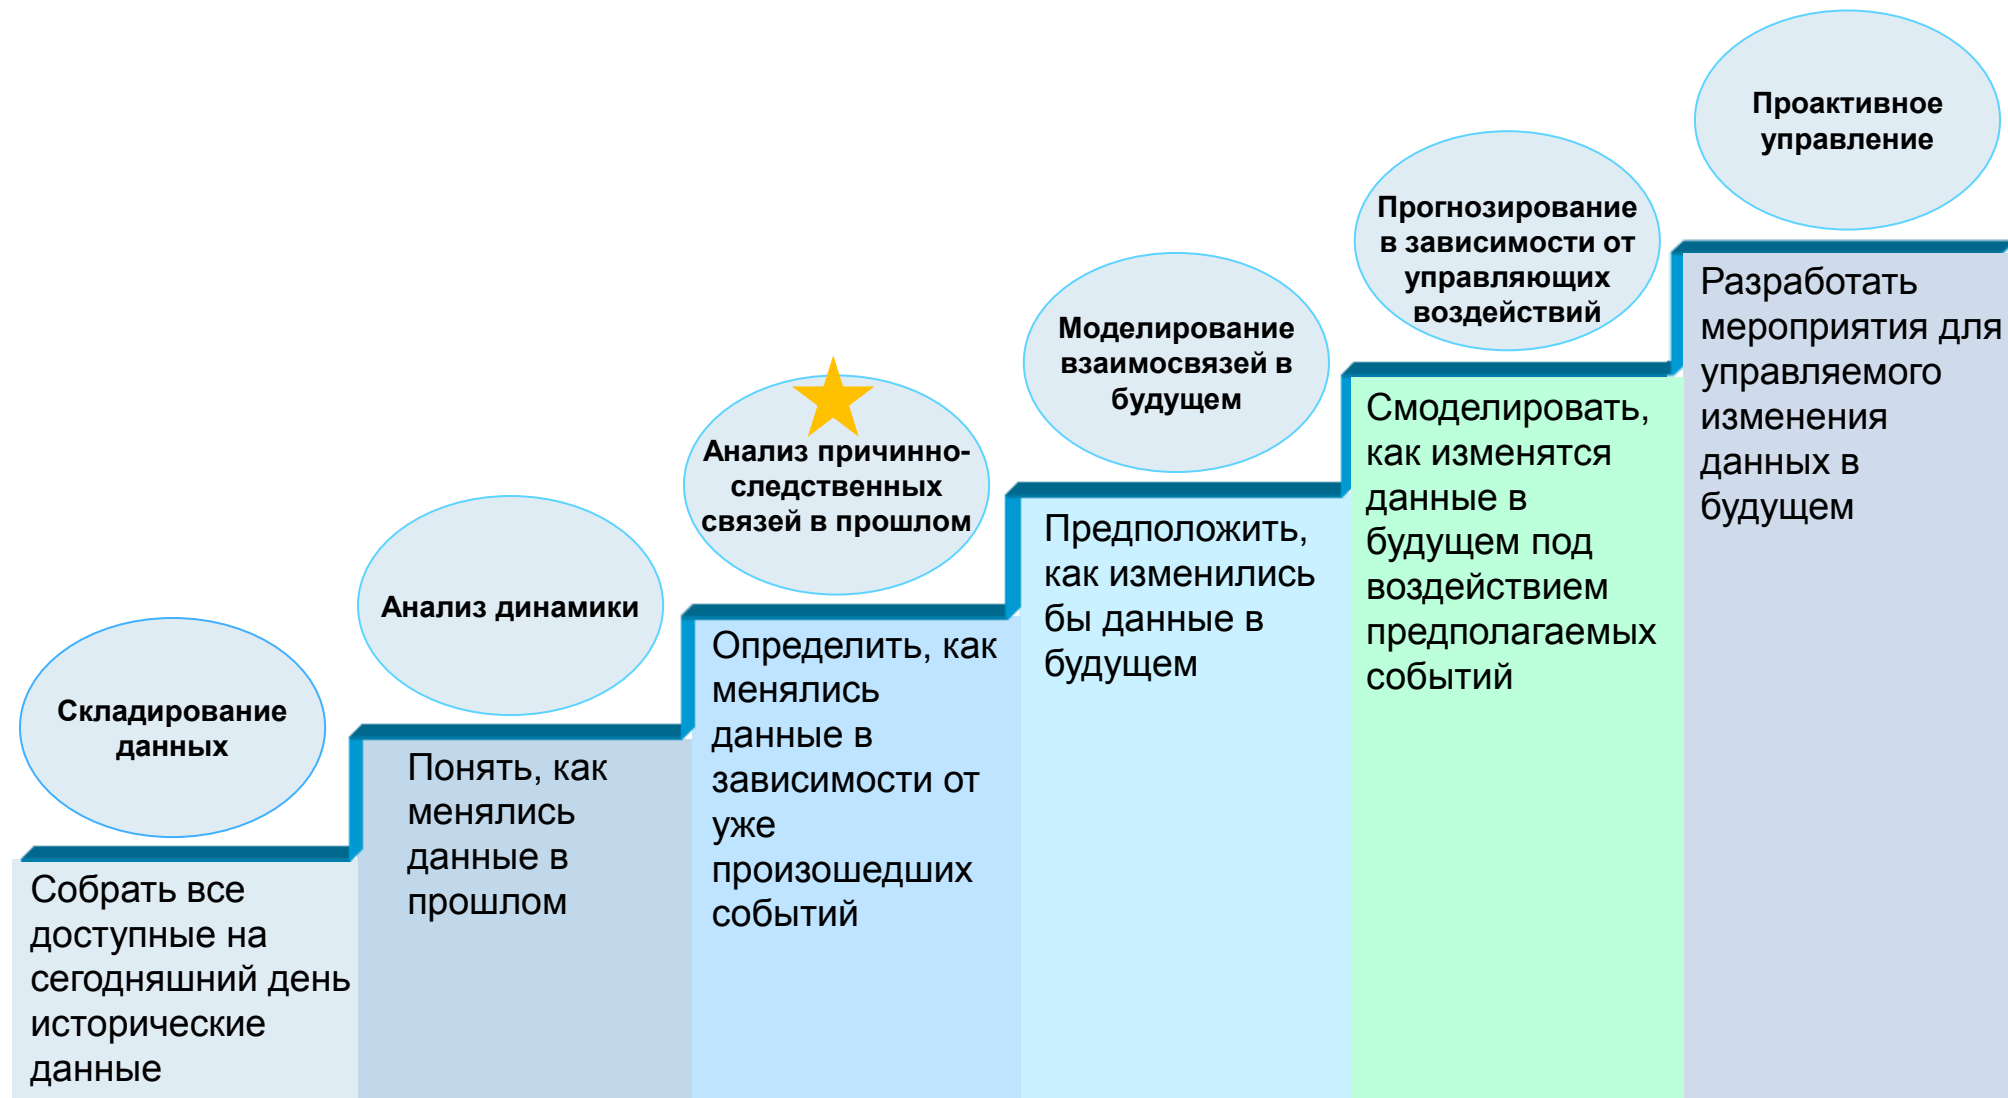 Складирование
данных
Собрать все
доступные на
сегодняшний день
исторические
данные
Анализ динамики
Понять, как
менялись
данные в
прошлом
Анализ причинно-
следственных
связей в прошлом
Определить, как
менялись
данные в
зависимости от
уже
произошедших
событий
Моделирование
взаимосвязей в
будущем
Предположить,
как изменились
бы данные в
будущем
Прогнозирование
в зависимости от
управляющих
воздействий
Смоделировать,
как изменятся
данные в
будущем под
воздействием
предполагаемых
событий
Проактивное
управление
Разработать
мероприятия для
управляемого
изменения
данных в
будущем